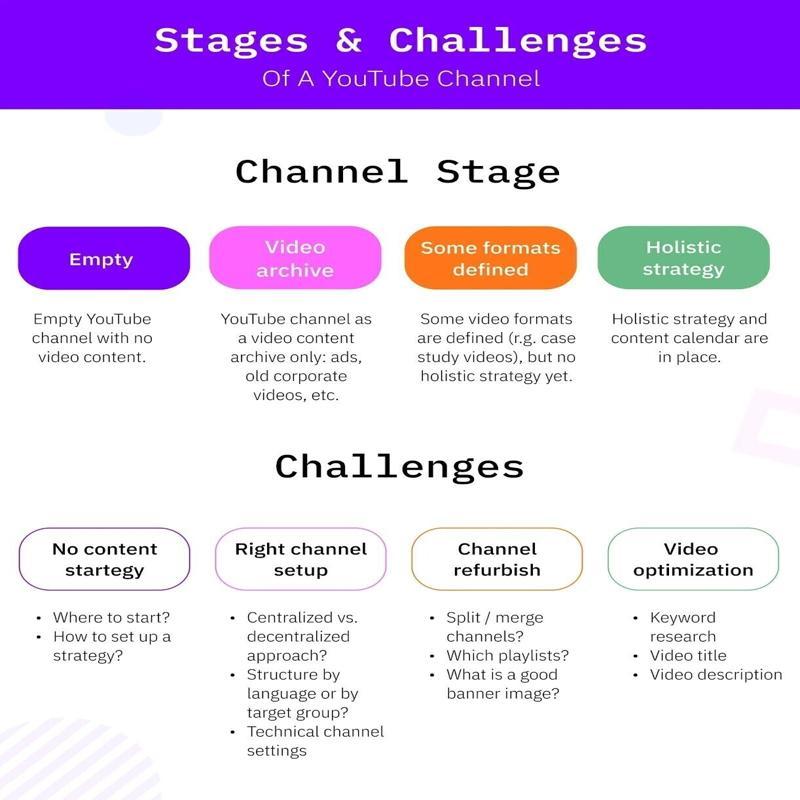 Stages & Challenges
Of A YouTube Channel
Channel Stage
Empty
Empty YouTube
channel with no
video content.
Video
archive
YouTube channel as
a video content
archive only: ads,
old corporate
videos, etc.
Some formats
defined
Some video formats
are defined (r.g. case
study videos), but no
holistic strategy yet.
Holistic
strategy
Holistic strategy and
content calendar are
in place.
Challenges
No content
startegy
• Where to start?
• How to set up a
strategy?
Right channel
setup
• Centralized vs.
decentralized
approach?
• Structure by
language or by
target group?
• Technical channel
settings
Channel
refurbish
• Split / merge
channels?
• Which playlists?
• What is a good
banner image?
Video
optimization
• Keyword
research
• Video title
• Video description